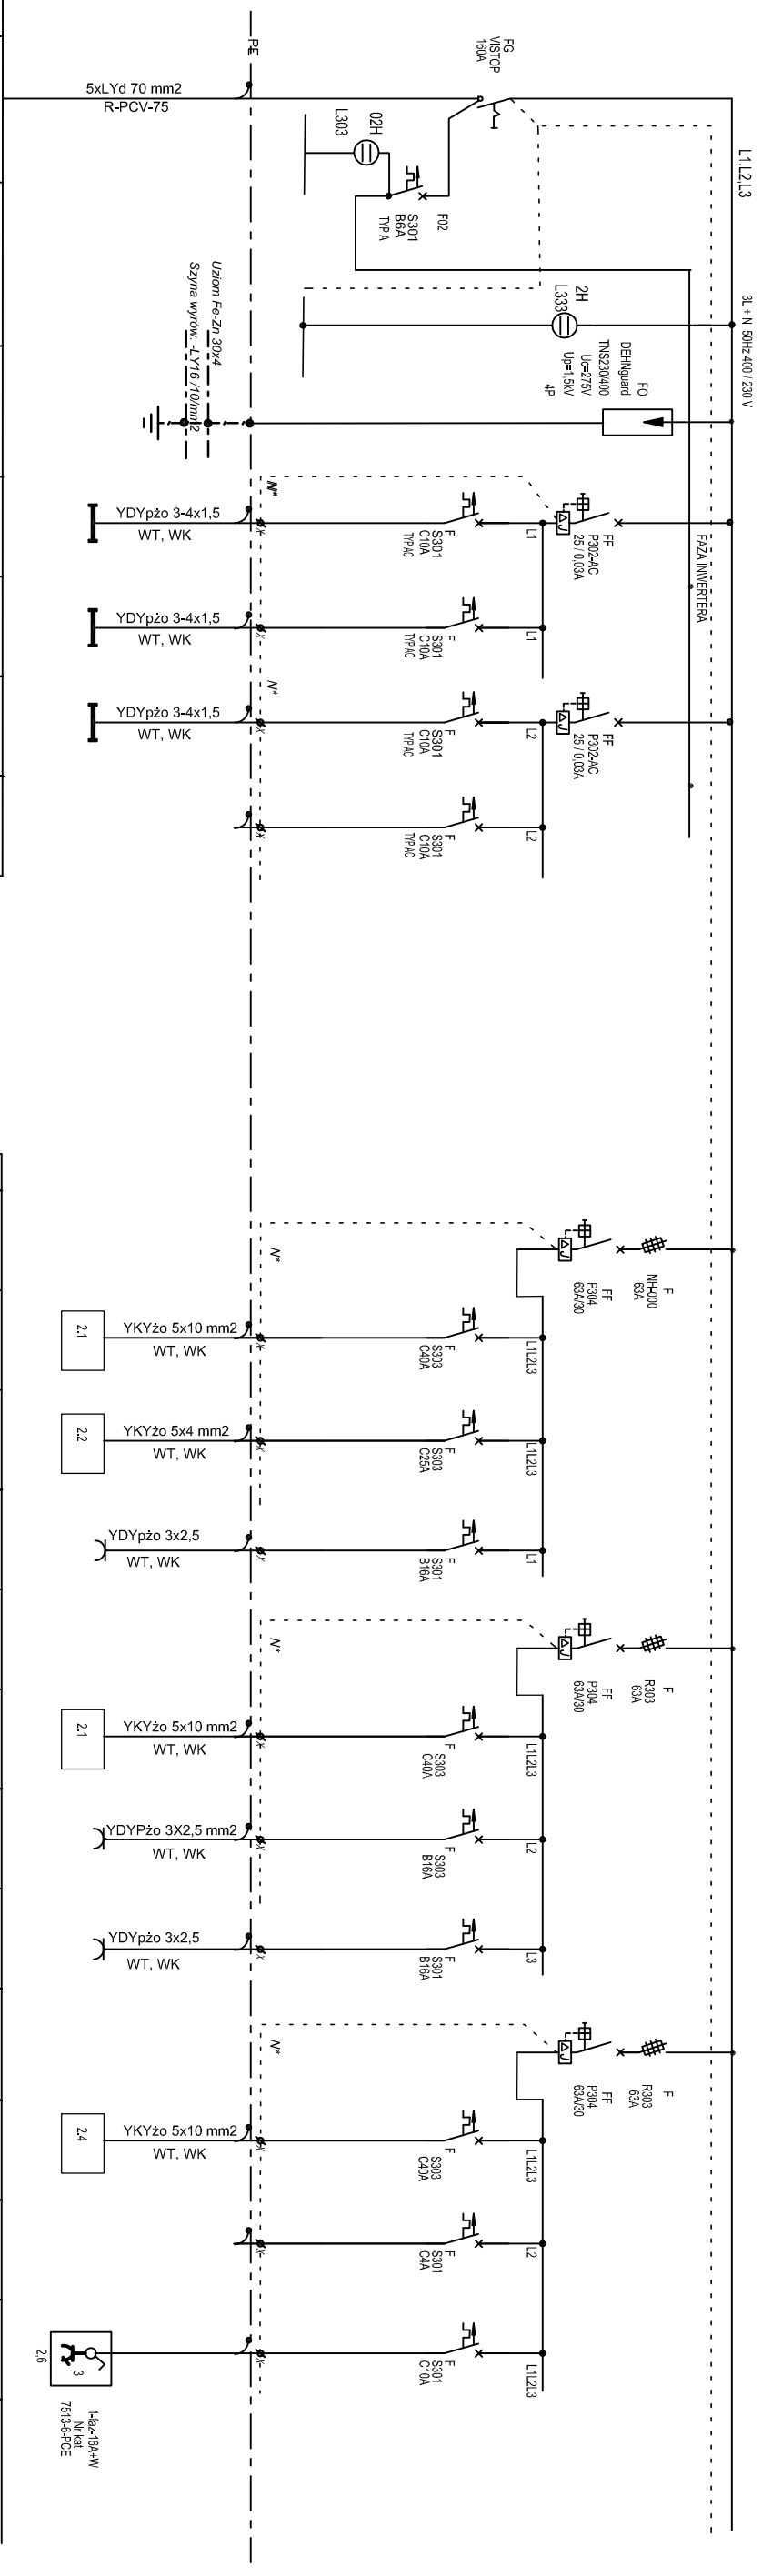 PE
5xLYd 70 mm2
R-PCV-75
FG
VISTOP
160A
L1,L2,L3
3L + N 50Hz 400 / 230 V
02H
L303
F02
S301
B6A
TYP A
2H
L333
FO
DEHNguard
TNS230/400
Uc=275V
Up=1,5kV
4P
Uziom Fe-Zn 30x4
Szyna wyrów. -LY16 /10/mm2
FAZA INWERTERA
N*
YDYpżo 3-4x1,5
WT, WK
X
F
S301
C10A
TYP AC
L1
FF
P302-AC
25 / 0,03A
YDYpżo 3-4x1,5
WT, WK
X
F
S301
C10A
TYP AC
L1
N*
YDYpżo 3-4x1,5
WT, WK
X
F
S301
C10A
TYP AC
L2
FF
P302-AC
25 / 0,03A
X
F
S301
C10A
TYP AC
L2
F
NH-000
63A
FF
P304
63A/30
N*
2.1
YKYżo 5x10 mm2
WT, WK
X
F
S303
C40A
L1L2L3
2.2
YKYżo 5x4 mm2
WT, WK
X
F
S303
C25A
L1L2L3
YDYpżo 3x2,5
WT, WK
X
F
S301
B16A
L1
F
R303
63A
FF
P304
63A/30
N*
2.1
YKYżo 5x10 mm2
WT, WK
X
F
S303
C40A
L1L2L3
YDYPżo 3X2,5 mm2
WT, WK
X
F
S303
B16A
L2
YDYpżo 3x2,5
WT, WK
X
F
S301
B16A
L3
F
R303
63A
FF
P304
63A/30
N*
2.4
YKYżo 5x10 mm2
WT, WK
X
F
S303
C40A
L1L2L3
X
F
S301
C4A
L2
X
F
S301
C10A
L1L2L3
3
2,6
1-faz-16A+W
Nr kat
7513-6-PCE